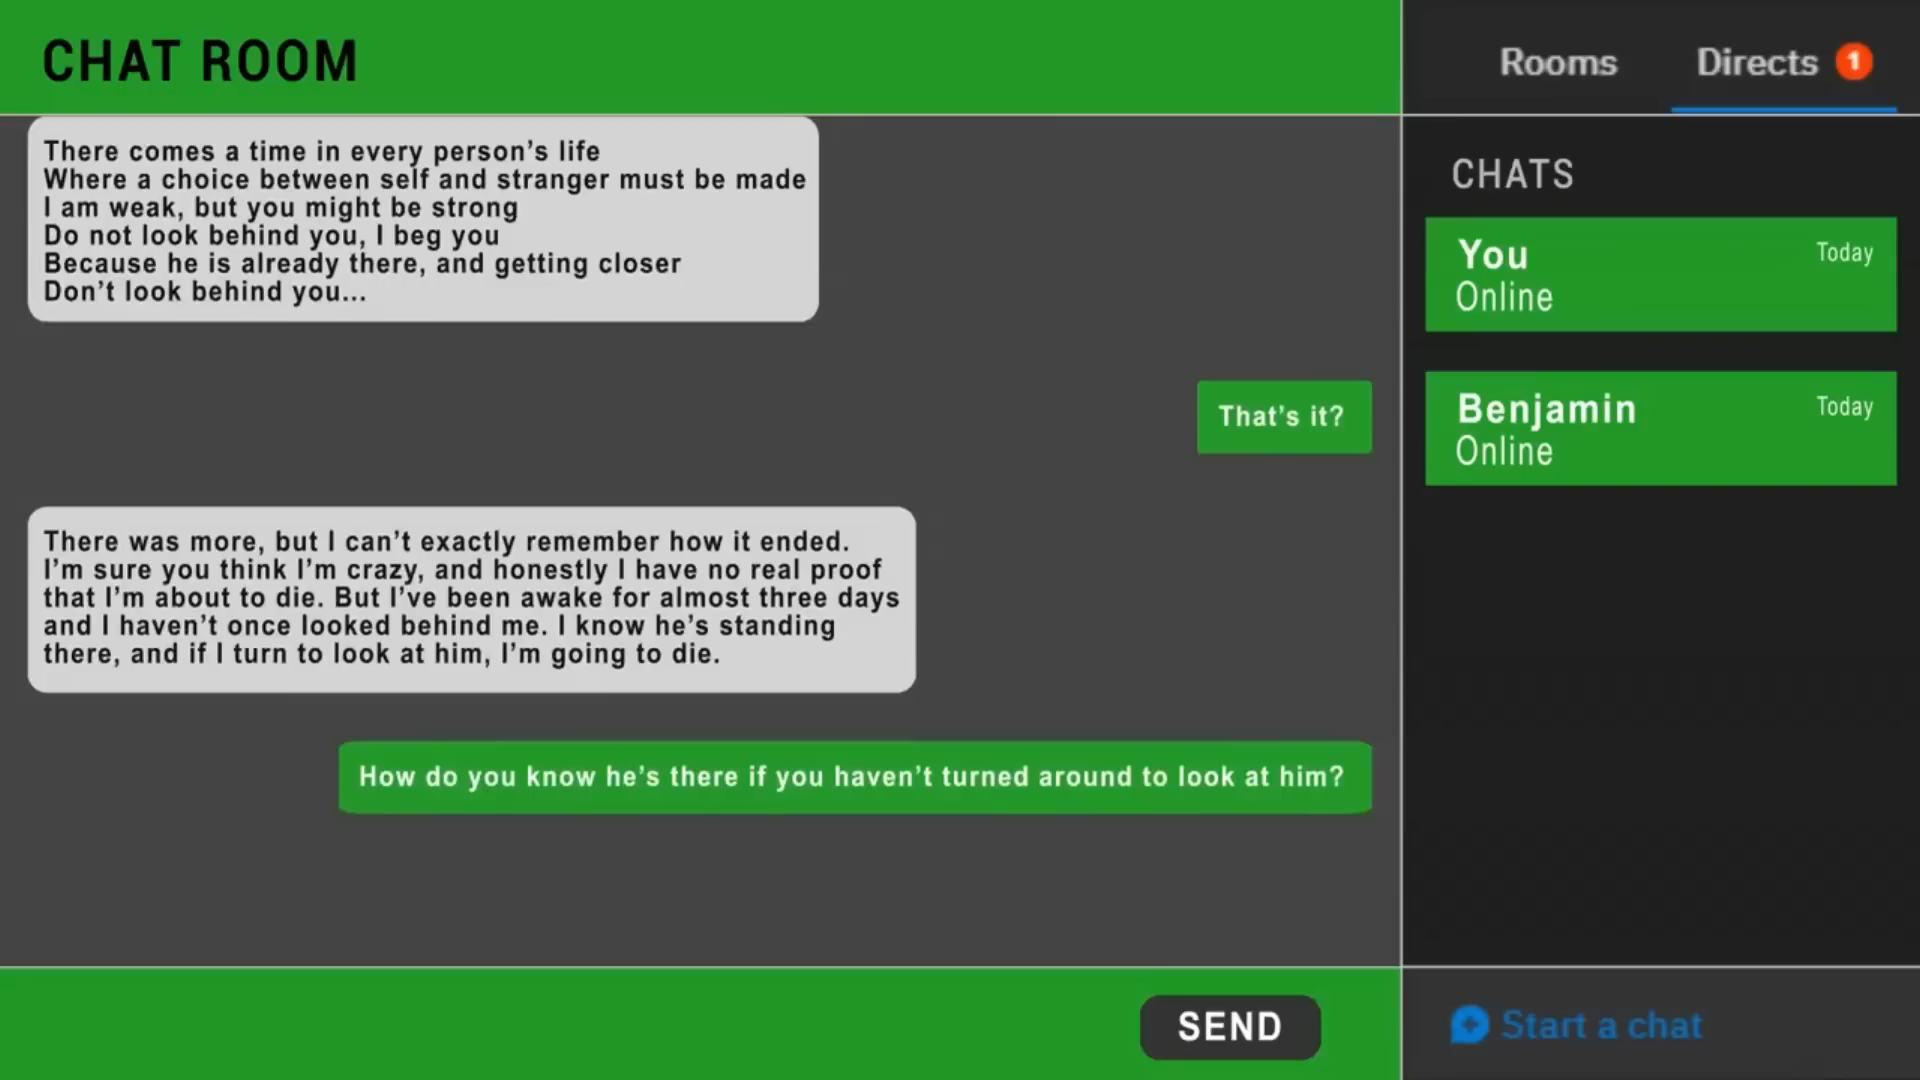 CHAT ROOM
Rooms
Directs
1
There comes a time in every person’s life
Where a choice between self and stranger must be made
I am weak, but you might be strong
Do not look behind you, I beg you
Because he is already there, and getting closer
Don’t look behind you...
That’s it?
There was more, but I can’t exactly remember how it ended.
I’m sure you think I’m crazy, and honestly I have no real proof
that I’m about to die. But I’ve been awake for almost three days
and I haven’t once looked behind me. I know he’s standing
there, and if I turn to look at him, I’m going to die.
How do you know he’s there if you haven’t turned around to look at him?
SEND
CHATS
You
Today
Online
Benjamin
Today
Online
Start a chat